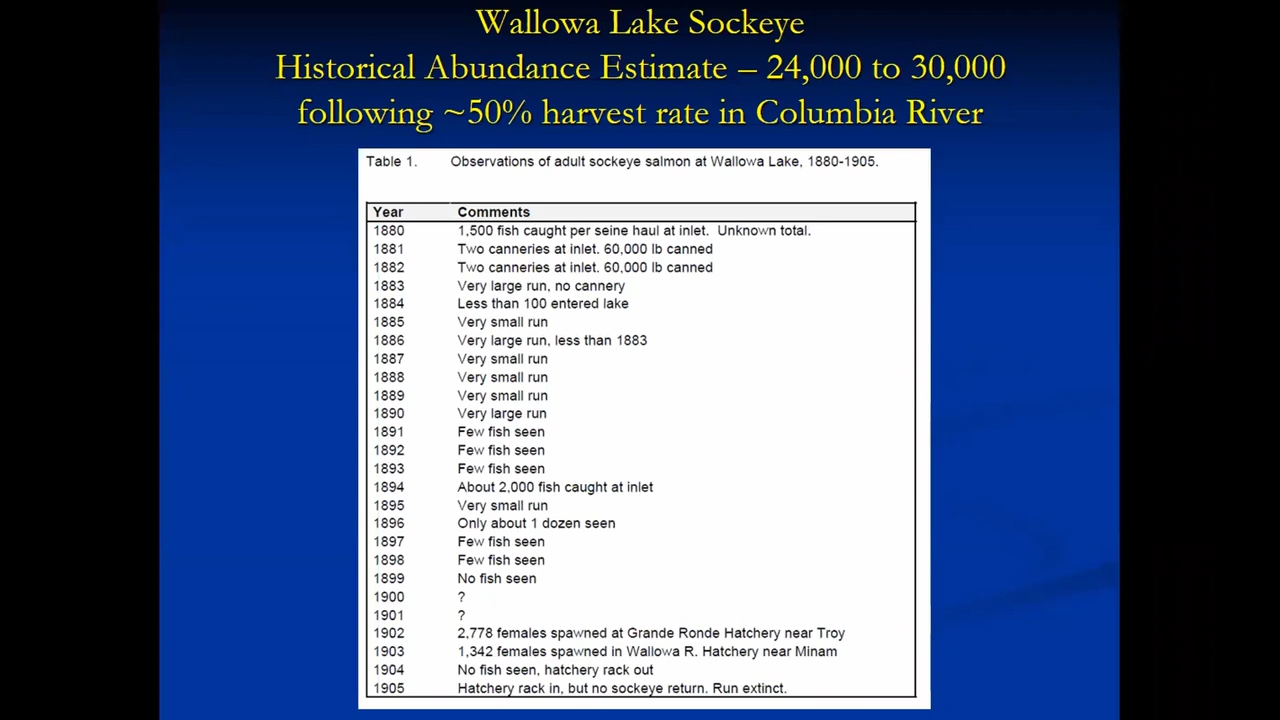 Wallowa Lake Sockeye
Historical Abundance Estimate – 24,000 to 30,000
following ~50% harvest rate in Columbia River
Table 1. Observations of adult sockeye salmon at Wallowa Lake, 1880-1905.
Year Comments
1880 1,500 fish caught per seine haul at inlet. Unknown total.
1881 Two canneries at inlet. 60,000 lb canned
1882 Two canneries at inlet. 60,000 lb canned
1883 Very large run, no cannery
1884 Less than 100 entered lake
1885 Very small run
1886 Very large run, less than 1883
1887 Very small run
1888 Very small run
1889 Very small run
1890 Very large run
1891 Few fish seen
1892 Few fish seen
1893 Few fish seen
1894 About 2,000 fish caught at inlet
1895 Very small run
1896 Only about 1 dozen seen
1897 Few fish seen
1898 Few fish seen
1899 No fish seen
1900 ?
1901 ?
1902 2,778 females spawned at Grande Ronde Hatchery near Troy
1903 1,342 females spawned in Wallowa R. Hatchery near Minam
1904 No fish seen, hatchery rack out
1905 Hatchery rack in, but no sockeye return. Run extinct.